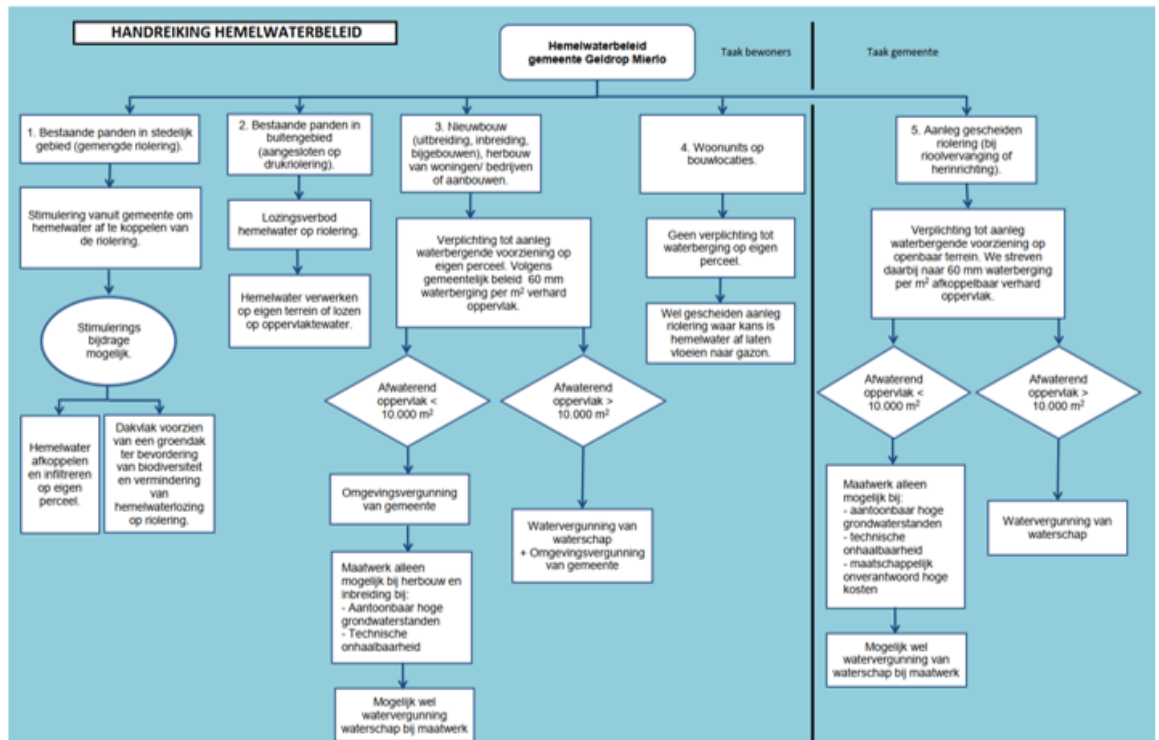 HANDREIKING HEMELWATERBELEID
Hemelwaterbeleid
gemeente Geldrop Mierlo
Taak bewoners
Taak gemeente
1. Bestaande panden in stedelijk
gebied (gemengde riolering).
Stimulering vanuit gemeente om
hemelwater af te koppelen van
de riolering.
Stimulerings
bijdrage
mogelijk.
Hemelwater
afkoppelen
en infiltreren
op eigen
perceel.
Dakvlak voorzien
van een groendak
ter bevordering
van biodiversiteit
en vermindering
van
hemelwaterlozing
op riolering.
2. Bestaande panden in
buitengebied
(aangesloten op
drukriolering).
Lozingsverbod
hemelwater op riolering.
Hemelwater verwerken
op eigen terrein of lozen
op oppervlaktewater.
3. Nieuwbouw
(uitbreiding, inbreiding,
bijgebouwen), herbouw
van woningen/ bedrijven
of aanbouwen.
Verplichting tot aanleg
waterbergende voorziening op
eigen perceel. Volgens
gemeentelijk beleid 60 mm
waterberging per m² verhard
oppervlak.
Afwaterend
oppervlak <
10.000 m²
Omgevingsvergunning
van gemeente
Maatwerk alleen
mogelijk bij herbouw en
inbreiding bij:
- Aantoonbaar hoge
grondwaterstanden
- Technische
onhaalbaarheid
Mogelijk wel
watervergunning
waterschap bij maatwerk
Afwaterend
oppervlak >
10.000 m²
Watervergunning van
waterschap
+ Omgevingsvergunning
van gemeente
4. Woonunits op
bouwlocaties.
Geen verplichting tot
waterberging op eigen
perceel.
Wel gescheiden aanleg
riolering waar kans is
hemelwater af laten
vloeien naar gazon.
5. Aanleg gescheiden
riolering (bij
rioolvervanging of
herinrichting).
Verplichting tot aanleg
waterbergende voorziening op
openbaar terrein. We streven
daarbij naar 60 mm waterberging
per m² afkoppelbaar verhard
oppervlak.
Afwaterend
oppervlak <
10.000 m²
Maatwerk alleen
mogelijk bij:
- aantoonbaar hoge
grondwaterstanden
- technische
onhaalbaarheid
- maatschappelijk
onverantwoord hoge
kosten
Mogelijk wel
watervergunning van
waterschap bij maatwerk
Afwaterend
oppervlak >
10.000 m²
Watervergunning van
waterschap